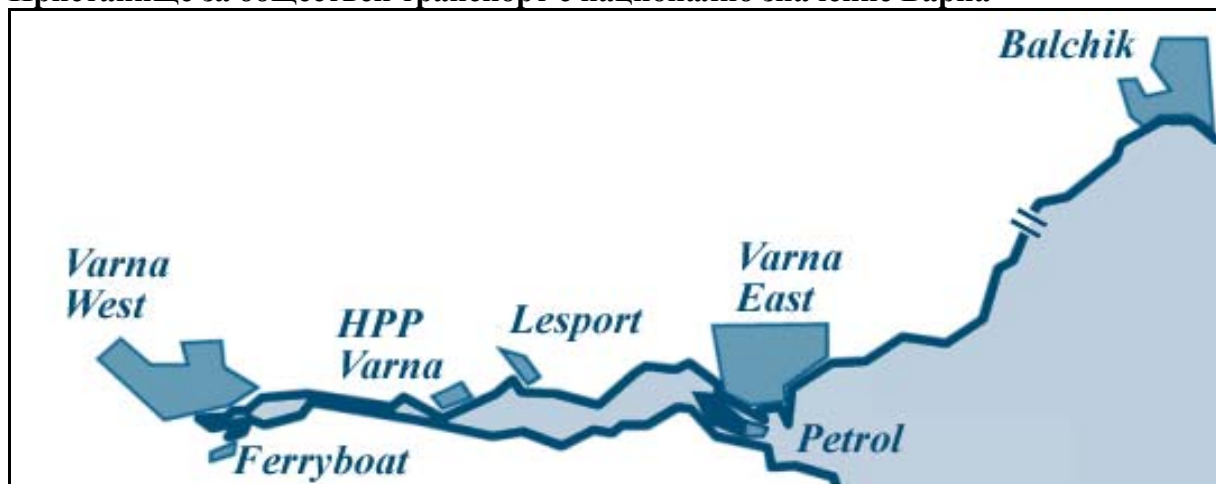 Пристанище за обществен транспорт с национално значение Варна
Balchik
Varna
West
HPP
Varna
Lesport
Varna
East
Ferryboat
Petrol